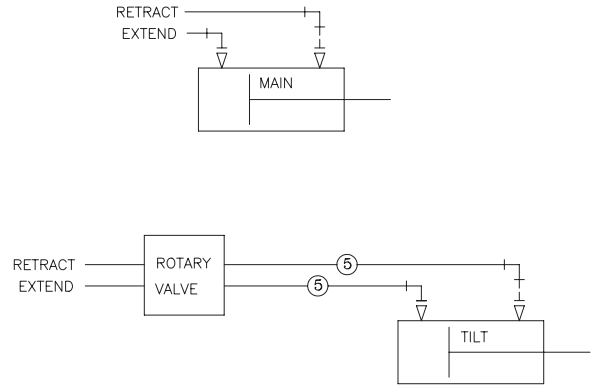 RETRACT
EXTEND
MAIN
RETRACT
EXTEND
ROTARY
VALVE
5
5
TILT